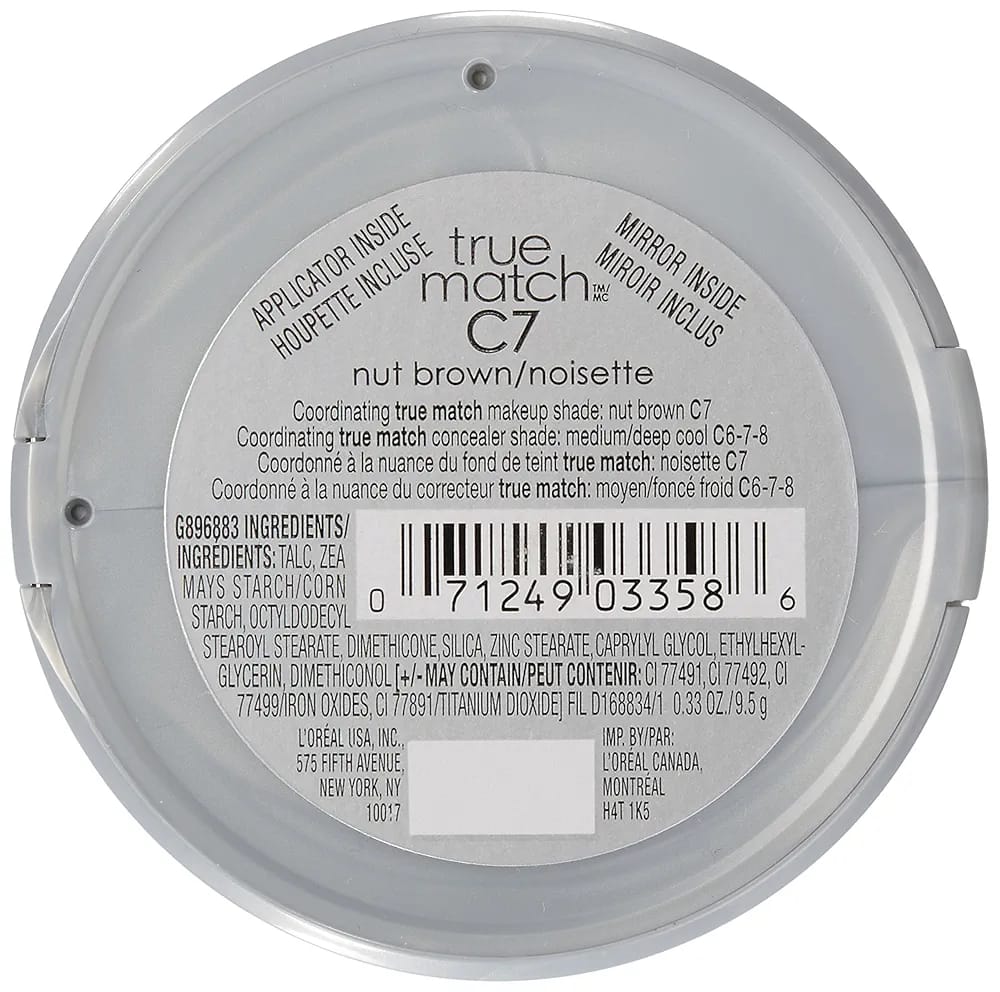 APPLICATOR INSIDE
HOUPETTE INCLUSE
true
match TM/MC
MIRROR INSIDE
MIROIR INCLUS
C7
nut brown/noisette
Coordinating true match makeup shade: nut brown C7
Coordinating true match concealer shade: medium/deep cool C6-7-8
Coordonné à la nuance du fond de teint true match: noisette C7
Coordonné à la nuance du correcteur true match: moyen/foncé froid C6-7-8
G896883 INGREDIENTS/
INGRÉDIENTS: TALC, ZEA
MAYS STARCH/CORN
STARCH, OCTYLDODECYL
0 71249 03358 6
STEAROYL STEARATE, DIMETHICONE, SILICA, ZINC STEARATE, CAPRYLYL GLYCOL, ETHYLHEXYL-
GLYCERIN, DIMETHICONOL [+/- MAY CONTAIN/PEUT CONTENIR: CI 77491, CI 77492, CI
77499/IRON OXIDES, CI 77891/TITANIUM DIOXIDE] FIL D168834/1 0.33 OZ./9.5 g
L'ORÉAL USA, INC.,
575 FIFTH AVENUE,
NEW YORK, NY
10017
IMP. BY/PAR:
L'ORÉAL CANADA,
MONTRÉAL
H4T 1K5